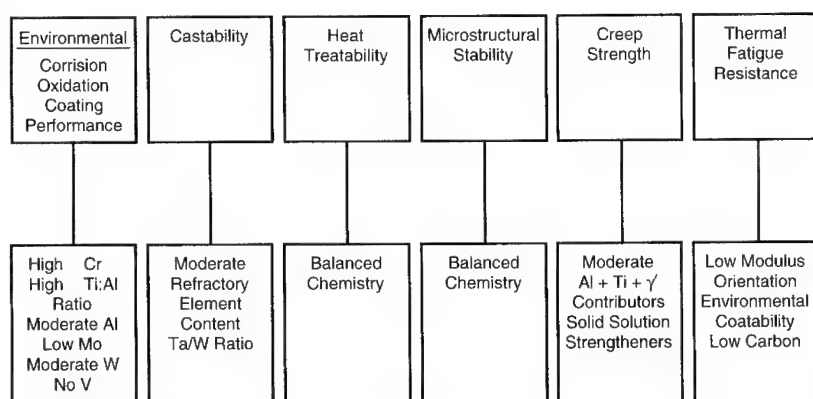 Environmental
Corrision
Oxidation
Coating
Performance
Castability
Heat
Treatability
Microstructural
Stability
Creep
Strength
Thermal
Fatigue
Resistance
High Cr
High Ti:Al
Ratio
Moderate Al
Low Mo
Moderate W
No V
Moderate
Refractory
Element
Content
Ta/W Ratio
Balanced
Chemistry
Balanced
Chemistry
Moderate
Al + Ti + γ′
Contributors
Solid Solution
Strengtheners
Low Modulus
Orientation
Environmental
Coatability
Low Carbon